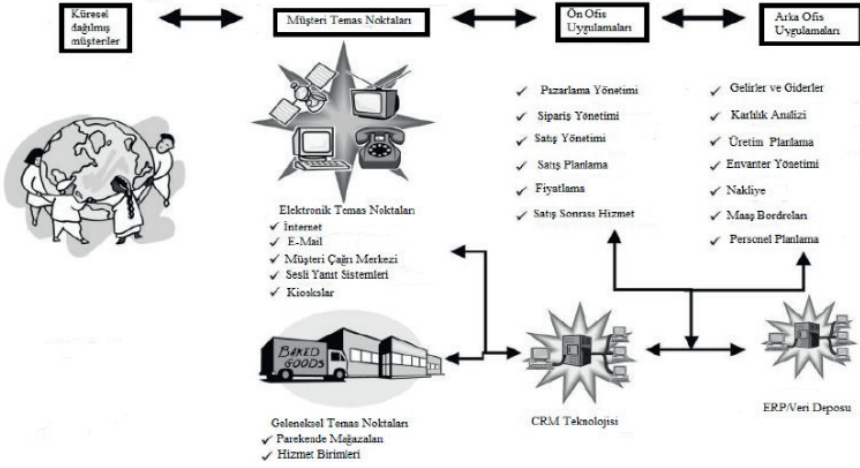 Küresel
dağılmış
müşteriler
Müşteri Temas Noktaları
Ön Ofis
Uygulamaları
Arka Ofis
Uygulamaları
Elektronik Temas Noktaları
✓ İnternet
✓ E-Mail
✓ Müşteri Çağrı Merkezi
✓ Sesli Yanıt Sistemleri
✓ Kiosklar
BAKED
GOODS
Geleneksel Temas Noktaları
✓ Parekende Mağazaları
✓ Hizmet Birimleri
✓ Pazarlama Yönetimi
✓ Sipariş Yönetimi
✓ Satış Yönetimi
✓ Satış Planlama
✓ Fiyatlama
✓ Satış Sonrası Hizmet
CRM Teknolojisi
✓ Gelirler ve Giderler
✓ Karlılık Analizi
✓ Üretim Planlama
✓ Envanter Yönetimi
✓ Nakliye
✓ Maaş Bordroları
✓ Personel Planlama
ERP/Veri Deposu